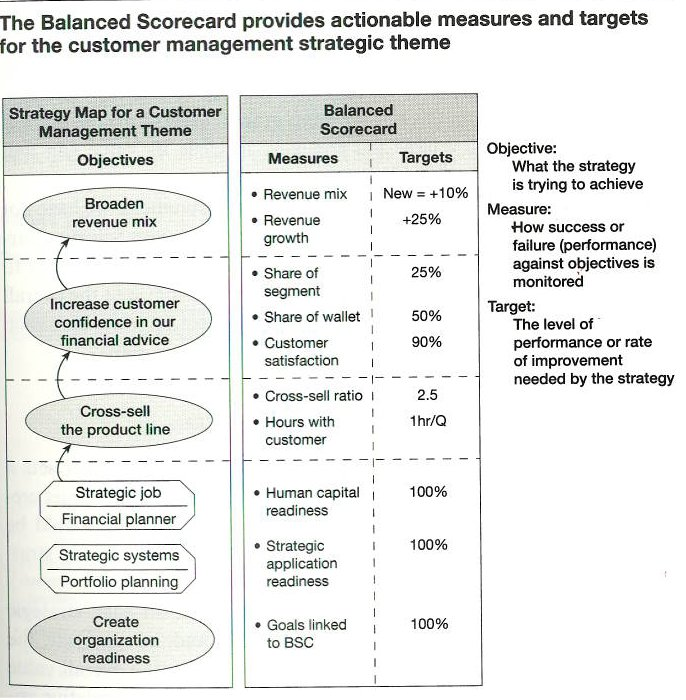 The Balanced Scorecard provides actionable measures and targets
for the customer management strategic theme
Strategy Map for a Customer
Management Theme
Objectives
Broaden
revenue mix
Increase customer
confidence in our
financial advice
Cross-sell
the product line
Strategic job
Financial planner
Strategic systems
Portfolio planning
Create
organization
readiness
Balanced
Scorecard
Measures
Targets
• Revenue mix
New = +10%
• Revenue
growth
+25%
• Share of
segment
25%
• Share of wallet
50%
• Customer
satisfaction
90%
• Cross-sell ratio
2.5
• Hours with
customer
1hr/Q
• Human capital
readiness
100%
• Strategic
application
readiness
100%
• Goals linked
to BSC
100%
Objective:
What the strategy
is trying to achieve
Measure:
How success or
failure (performance)
against objectives is
monitored
Target:
The level of
performance or rate
of improvement
needed by the strategy